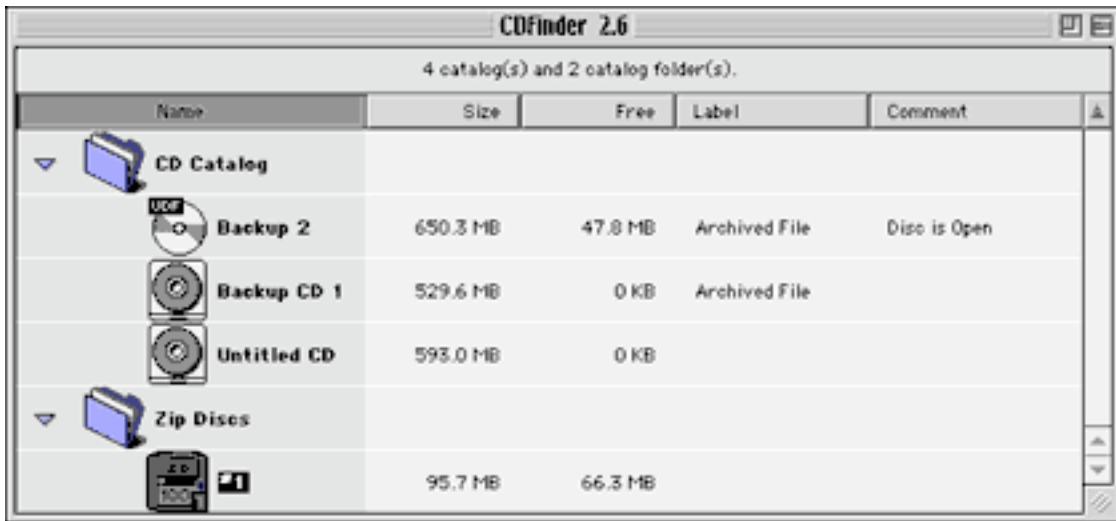 CDFinder 2.6
4 catalog(s) and 2 catalog folder(s).
Name Size Free Label Comment
CD Catalog
UDF
Backup 2 650.3 MB 47.8 MB Archived File Disc is Open
Backup CD 1 529.6 MB 0 KB Archived File
Untitled CD 593.0 MB 0 KB
Zip Discs
100 1 95.7 MB 66.3 MB